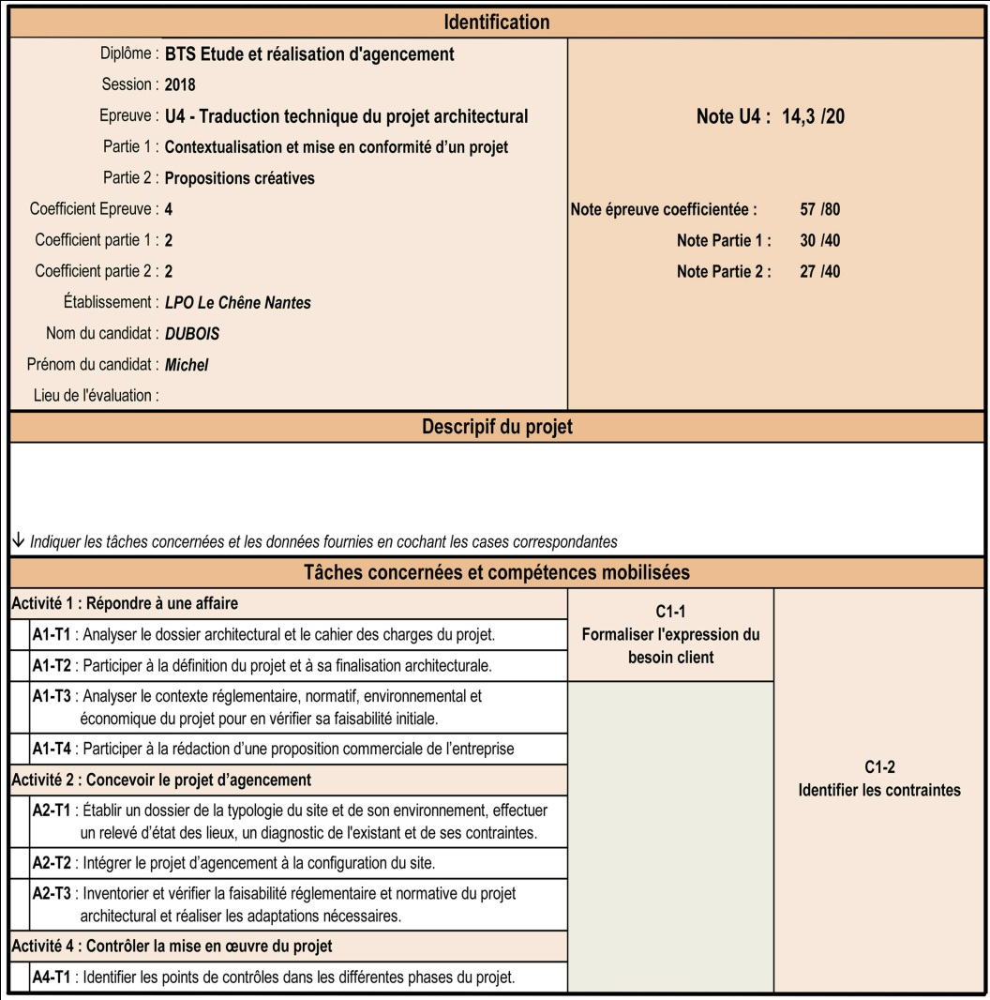 Identification
Diplôme : BTS Etude et réalisation d'agencement
Session : 2018
Epreuve : U4 - Traduction technique du projet architectural
Note U4 : 14,3 /20
Partie 1 : Contextualisation et mise en conformité d'un projet
Partie 2 : Propositions créatives
Coefficient Epreuve : 4
Note épreuve coefficientée : 57 /80
Coefficient partie 1 : 2
Note Partie 1 : 30 /40
Coefficient partie 2 : 2
Note Partie 2 : 27 /40
Établissement : LPO Le Chêne Nantes
Nom du candidat : DUBOIS
Prénom du candidat : Michel
Lieu de l'évaluation :
Descriptif du projet
↓ Indiquer les tâches concernées et les données fournies en cochant les cases correspondantes
Tâches concernées et compétences mobilisées
Activité 1 : Répondre à une affaire
A1-T1 : Analyser le dossier architectural et le cahier des charges du projet.
A1-T2 : Participer à la définition du projet et à sa finalisation architecturale.
A1-T3 : Analyser le contexte réglementaire, normatif, environnemental et
économique du projet pour en vérifier sa faisabilité initiale.
A1-T4 : Participer à la rédaction d'une proposition commerciale de l'entreprise
Activité 2 : Concevoir le projet d'agencement
A2-T1 : Établir un dossier de la typologie du site et de son environnement, effectuer
un relevé d'état des lieux, un diagnostic de l'existant et de ses contraintes.
A2-T2 : Intégrer le projet d'agencement à la configuration du site.
A2-T3 : Inventorier et vérifier la faisabilité réglementaire et normative du projet
architectural et réaliser les adaptations nécessaires.
Activité 4 : Contrôler la mise en œuvre du projet
A4-T1 : Identifier les points de contrôles dans les différentes phases du projet.
C1-1
Formaliser l'expression du
besoin client
C1-2
Identifier les contraintes